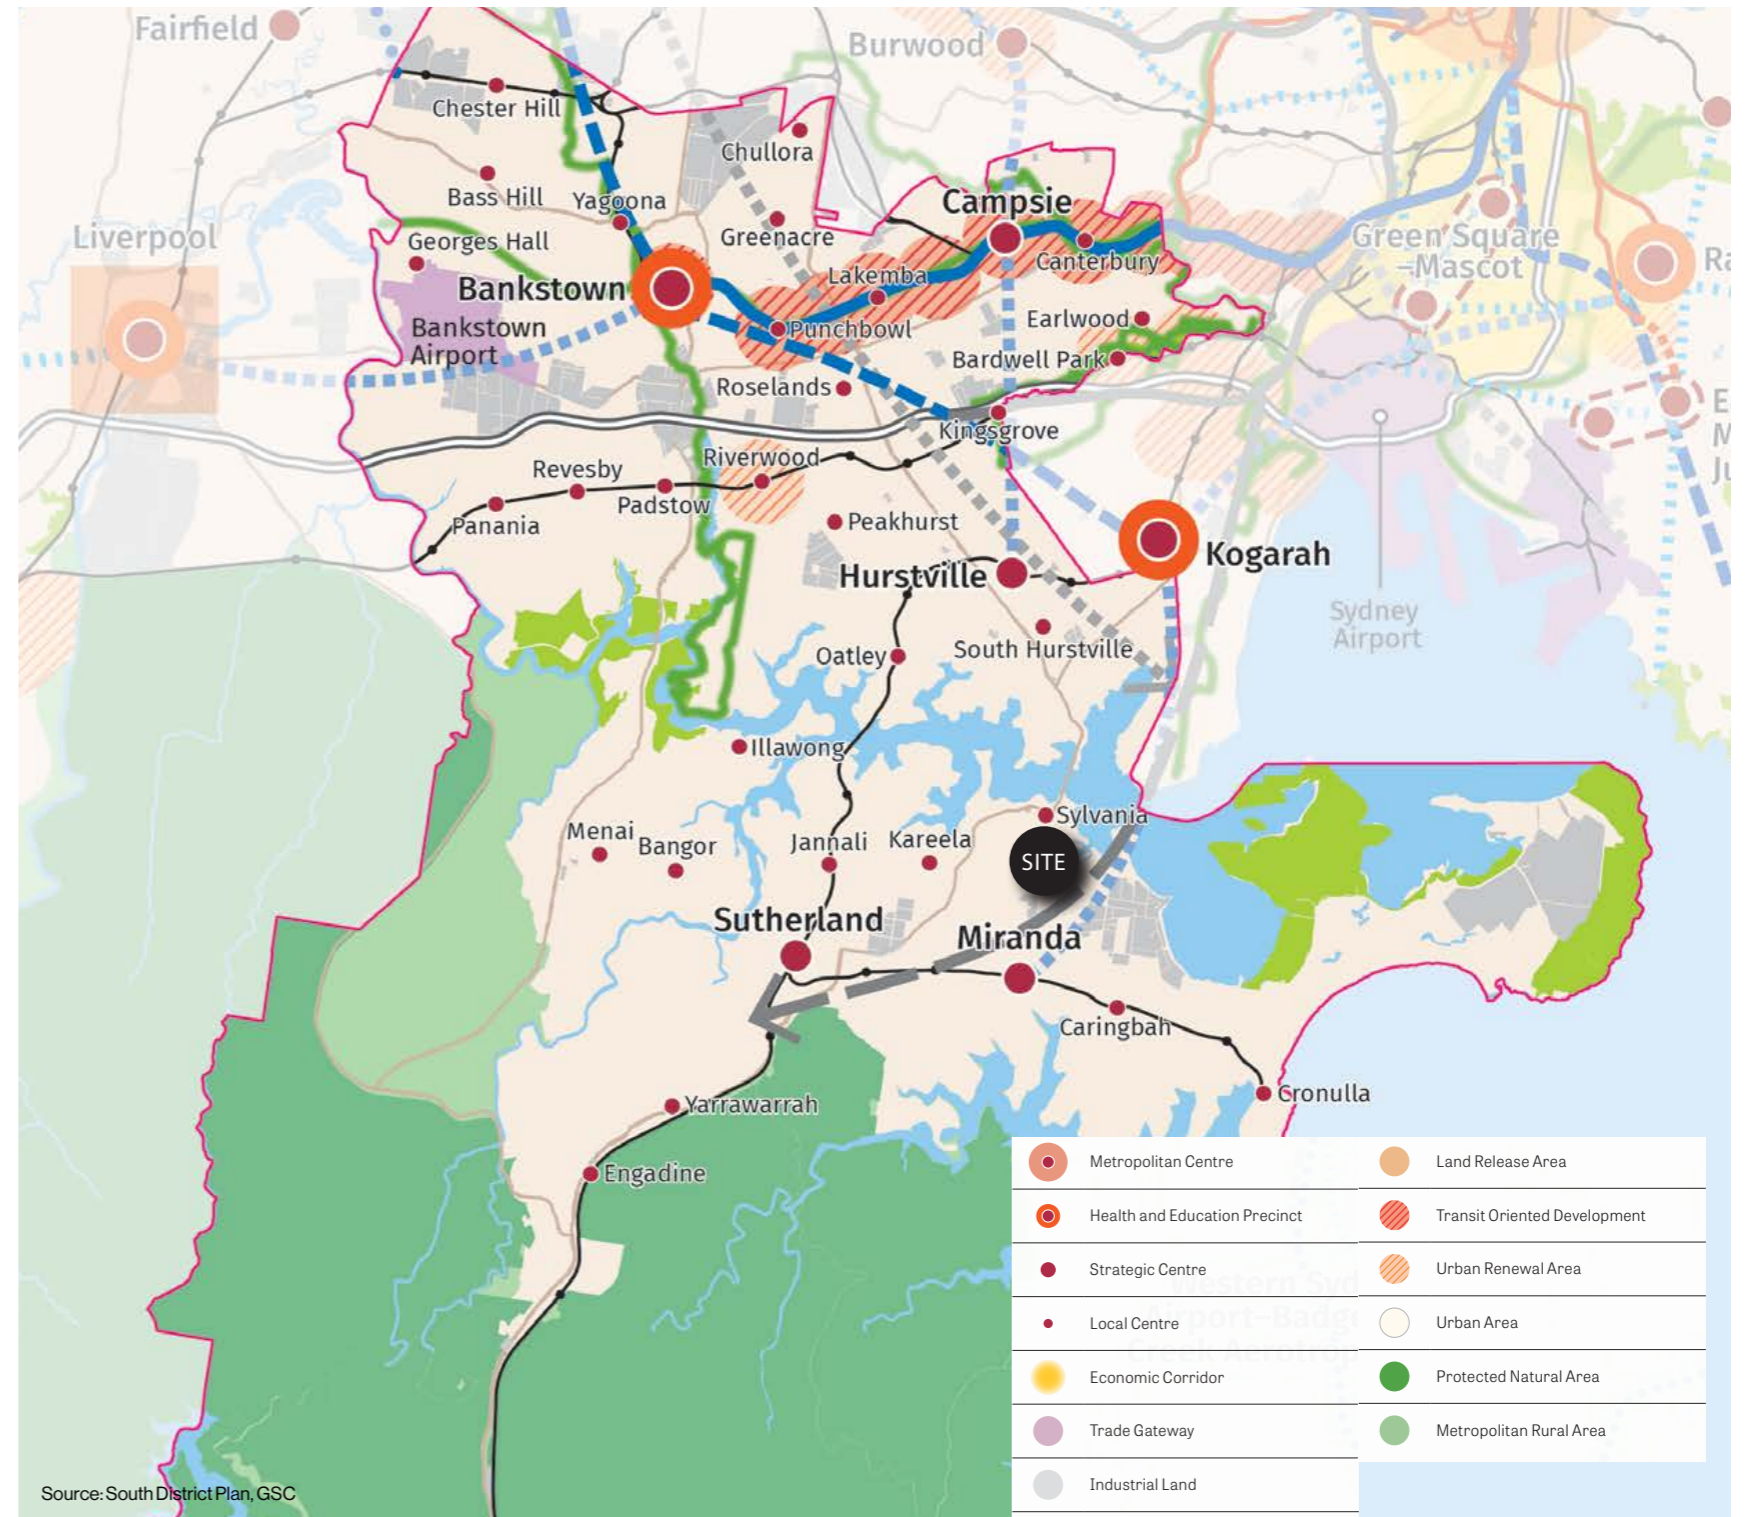 Fairfield
Burwood
Chester Hill
Chullora
Bass Hill
Yagoona
Campsie
Liverpool
Georges Hall
Greenacre
Green Square
–Mascot
Canterbury
Lakemba
Bankstown
Bankstown
Airport
Punchbowl
Earlwood
Bardwell Park
Roselands
Kingsgrove
Riverwood
Revesby
Padstow
Panania
Peakhurst
Kogarah
Hurstville
Sydney
Airport
South Hurstville
Oatley
Illawong
Sylvania
Menai
Bangor
Jannali
Kareela
SITE
Sutherland
Miranda
Caringbah
Cronulla
Yarrawarrah
Engadine
Metropolitan Centre
Health and Education Precinct
Strategic Centre
Local Centre
Economic Corridor
Trade Gateway
Industrial Land
Land Release Area
Transit Oriented Development
Urban Renewal Area
Urban Area
Protected Natural Area
Metropolitan Rural Area
Source: South District Plan, GSC